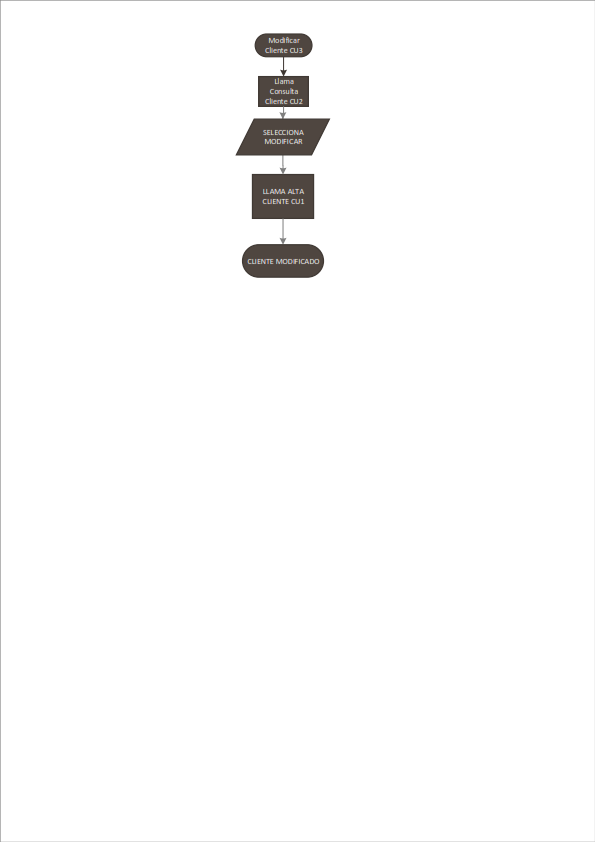 Modificar
Cliente CU3
Llama
Consulta
Cliente CU2
SELECCIONA
MODIFICAR
LLAMA ALTA
CLIENTE CU1
CLIENTE MODIFICADO